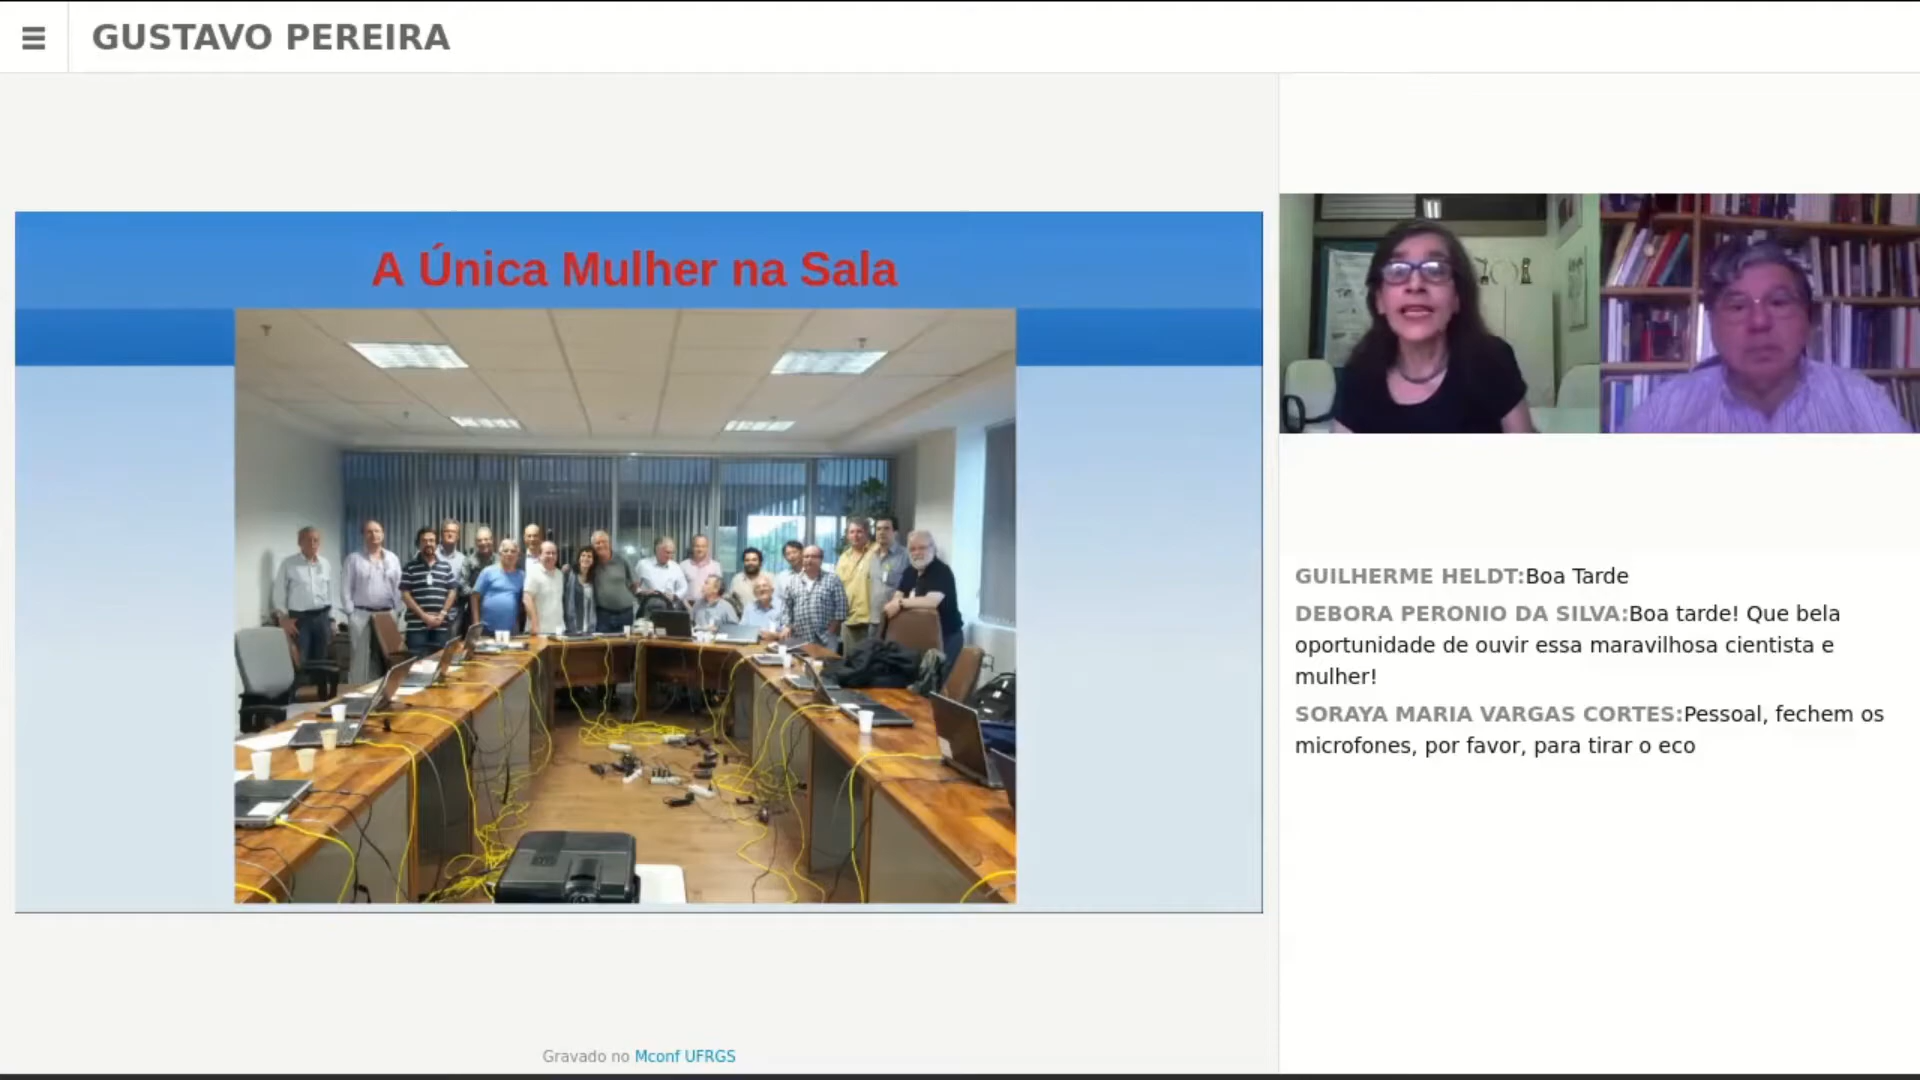 GUSTAVO PEREIRA
A Única Mulher na Sala
GUILHERME HELDT:Boa Tarde
DEBORA PERONIO DA SILVA:Boa tarde! Que bela
oportunidade de ouvir essa maravilhosa cientista e
mulher!
SORAYA MARIA VARGAS CORTES:Pessoal, fechem os
microfones, por favor, para tirar o eco
Gravado no Mconf UFRGS